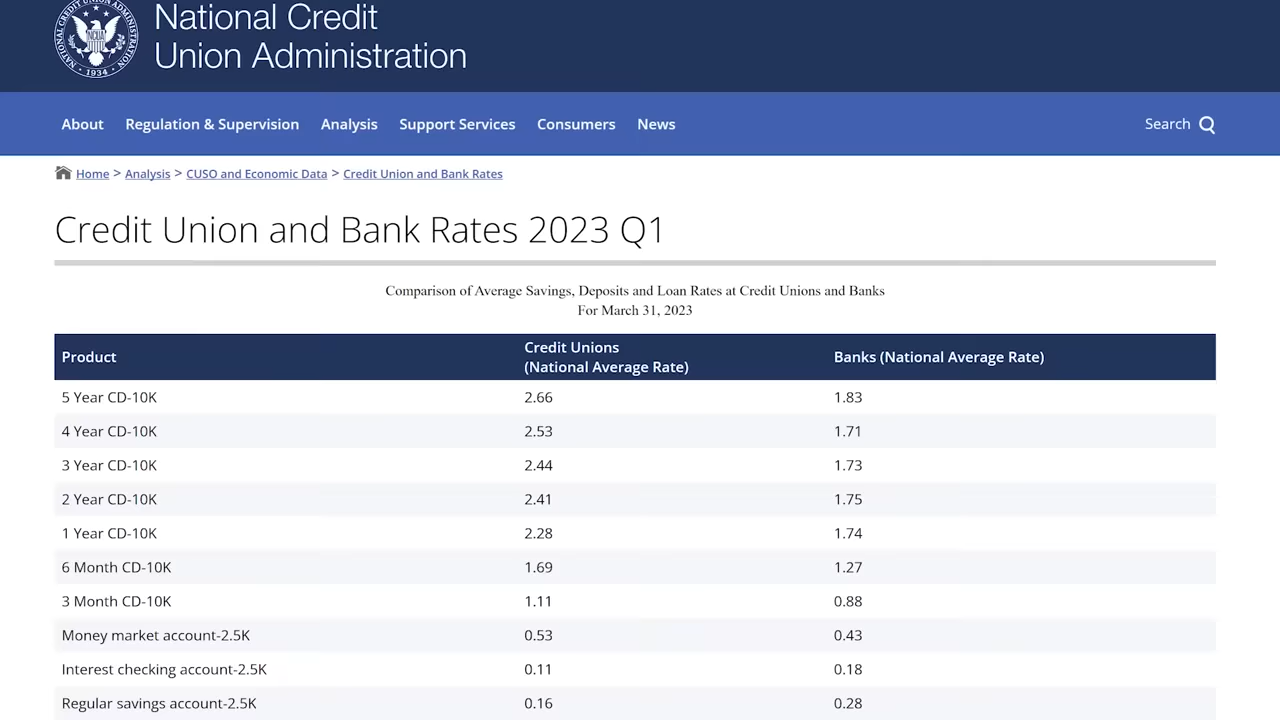 National Credit
Union Administration
NATIONAL CREDIT UNION ADMINISTRATION
NCUA
1934
About Regulation & Supervision Analysis Support Services Consumers News Search
Home > Analysis > CUSO and Economic Data > Credit Union and Bank Rates
Credit Union and Bank Rates 2023 Q1
Comparison of Average Savings, Deposits and Loan Rates at Credit Unions and Banks
For March 31, 2023
Product Credit Unions (National Average Rate) Banks (National Average Rate)
5 Year CD-10K 2.66 1.83
4 Year CD-10K 2.53 1.71
3 Year CD-10K 2.44 1.73
2 Year CD-10K 2.41 1.75
1 Year CD-10K 2.28 1.74
6 Month CD-10K 1.69 1.27
3 Month CD-10K 1.11 0.88
Money market account-2.5K 0.53 0.43
Interest checking account-2.5K 0.11 0.18
Regular savings account-2.5K 0.16 0.28